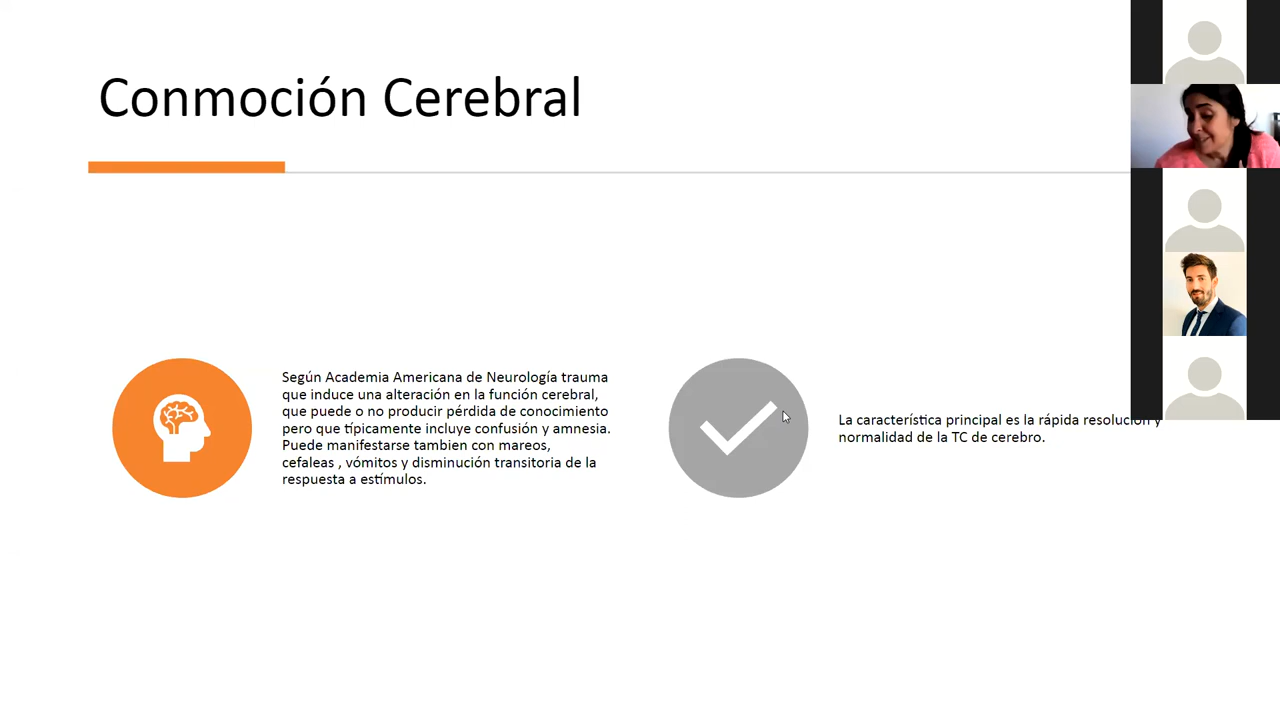 Conmoción Cerebral
Según Academia Americana de Neurología trauma
que induce una alteración en la función cerebral,
que puede o no producir pérdida de conocimiento
pero que típicamente incluye confusión y amnesia.
Puede manifestarse tambien con mareos,
cefaleas , vómitos y disminución transitoria de la
respuesta a estímulos.
La característica principal es la rápida resolución y
normalidad de la TC de cerebro.